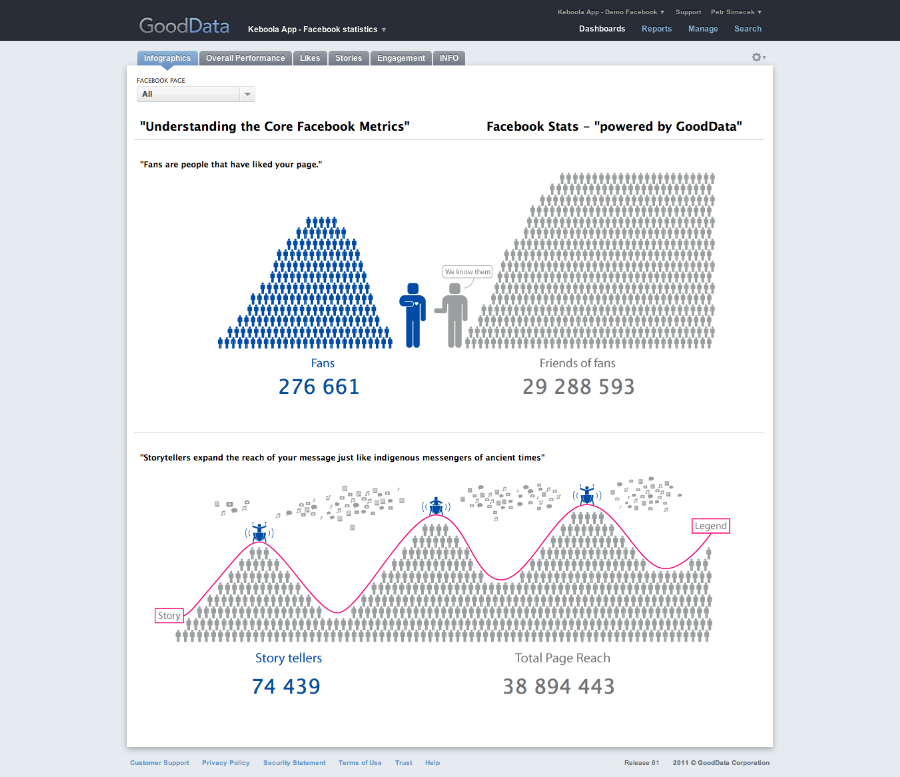 Keboola App - Demo Facebook ▼ Support Petr Simecek ▼
GoodData Keboola App - Facebook statistics ▼ Dashboards Reports Manage Search
Infographics Overall Performance Likes Stories Engagement INFO
FACEBOOK PAGE
All
"Understanding the Core Facebook Metrics" Facebook Stats - "powered by GoodData"
"Fans are people that have liked your page."
We know them
Fans Friends of fans
276 661 29 288 593
"Storytellers expand the reach of your message just like indigenous messengers of ancient times"
Legend
Story
Story tellers Total Page Reach
74 439 38 894 443
Customer Support Privacy Policy Security Statement Terms of Use Trust Help Release 61 2011 © GoodData Corporation